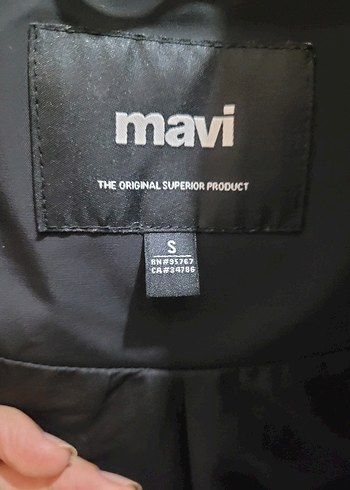 mavi
THE ORIGINAL SUPERIOR PRODUCT
S
RN#95767
CA#34786